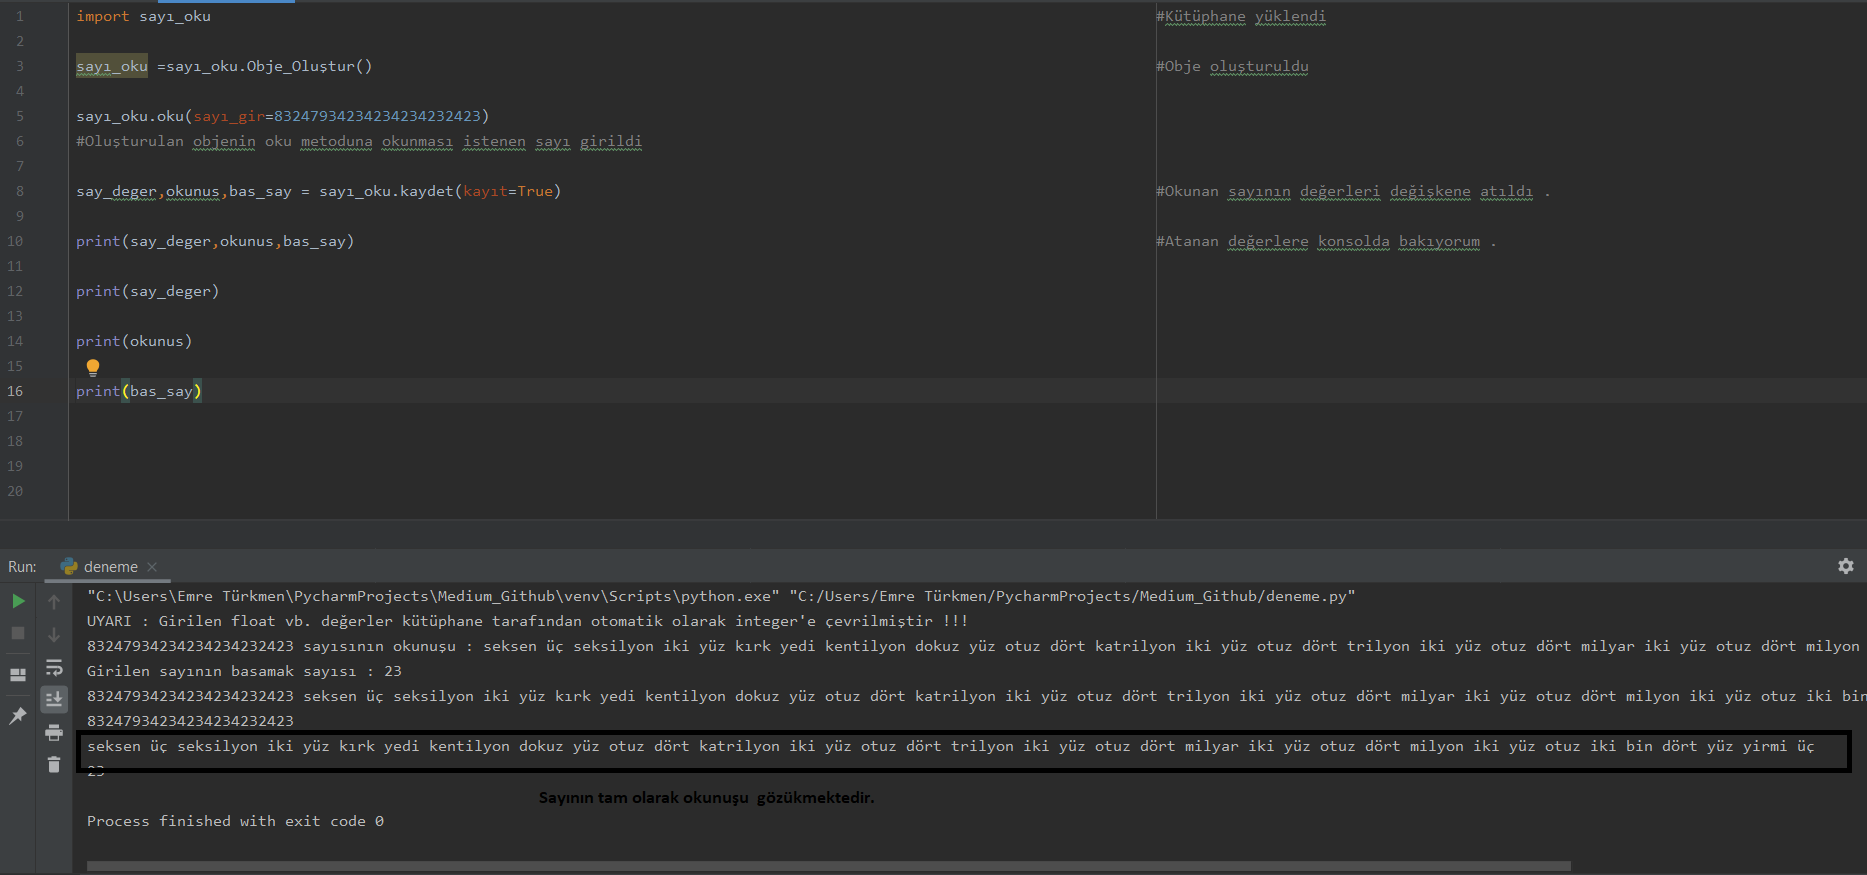 1 import sayı_oku #Kütüphane yüklendi
2
3 sayı_oku =sayı_oku.Obje_Oluştur() #Obje oluşturuldu
4
5 sayı_oku.oku(sayı_gir=83247934234234234232423)
6 #Oluşturulan objenin oku metoduna okunması istenen sayı girildi
7
8 say_deger,okunus,bas_say = sayı_oku.kaydet(kayıt=True) #Okunan sayının değerleri değişkene atıldı .
9
10 print(say_deger,okunus,bas_say) #Atanan değerlere konsolda bakıyorum .
11
12 print(say_deger)
13
14 print(okunus)
15
16 print(bas_say)
17
18
19
20
Run: deneme
"C:\Users\Emre Türkmen\PycharmProjects\Medium_Github\venv\Scripts\python.exe" "C:/Users/Emre Türkmen/PycharmProjects/Medium_Github/deneme.py"
UYARI : Girilen float vb. değerler kütüphane tarafından otomatik olarak integer'e çevrilmiştir !!!
83247934234234234232423 sayısının okunuşu : seksen üç seksilyon iki yüz kırk yedi kentilyon dokuz yüz otuz dört katrilyon iki yüz otuz dört trilyon iki yüz otuz dört milyar iki yüz otuz dört milyon
Girilen sayının basamak sayısı : 23
83247934234234234232423 seksen üç seksilyon iki yüz kırk yedi kentilyon dokuz yüz otuz dört katrilyon iki yüz otuz dört trilyon iki yüz otuz dört milyar iki yüz otuz dört milyon iki yüz otuz iki bin
83247934234234234232423
seksen üç seksilyon iki yüz kırk yedi kentilyon dokuz yüz otuz dört katrilyon iki yüz otuz dört trilyon iki yüz otuz dört milyar iki yüz otuz dört milyon iki yüz otuz iki bin dört yüz yirmi üç
23
Sayının tam olarak okunuşu gözükmektedir.
Process finished with exit code 0